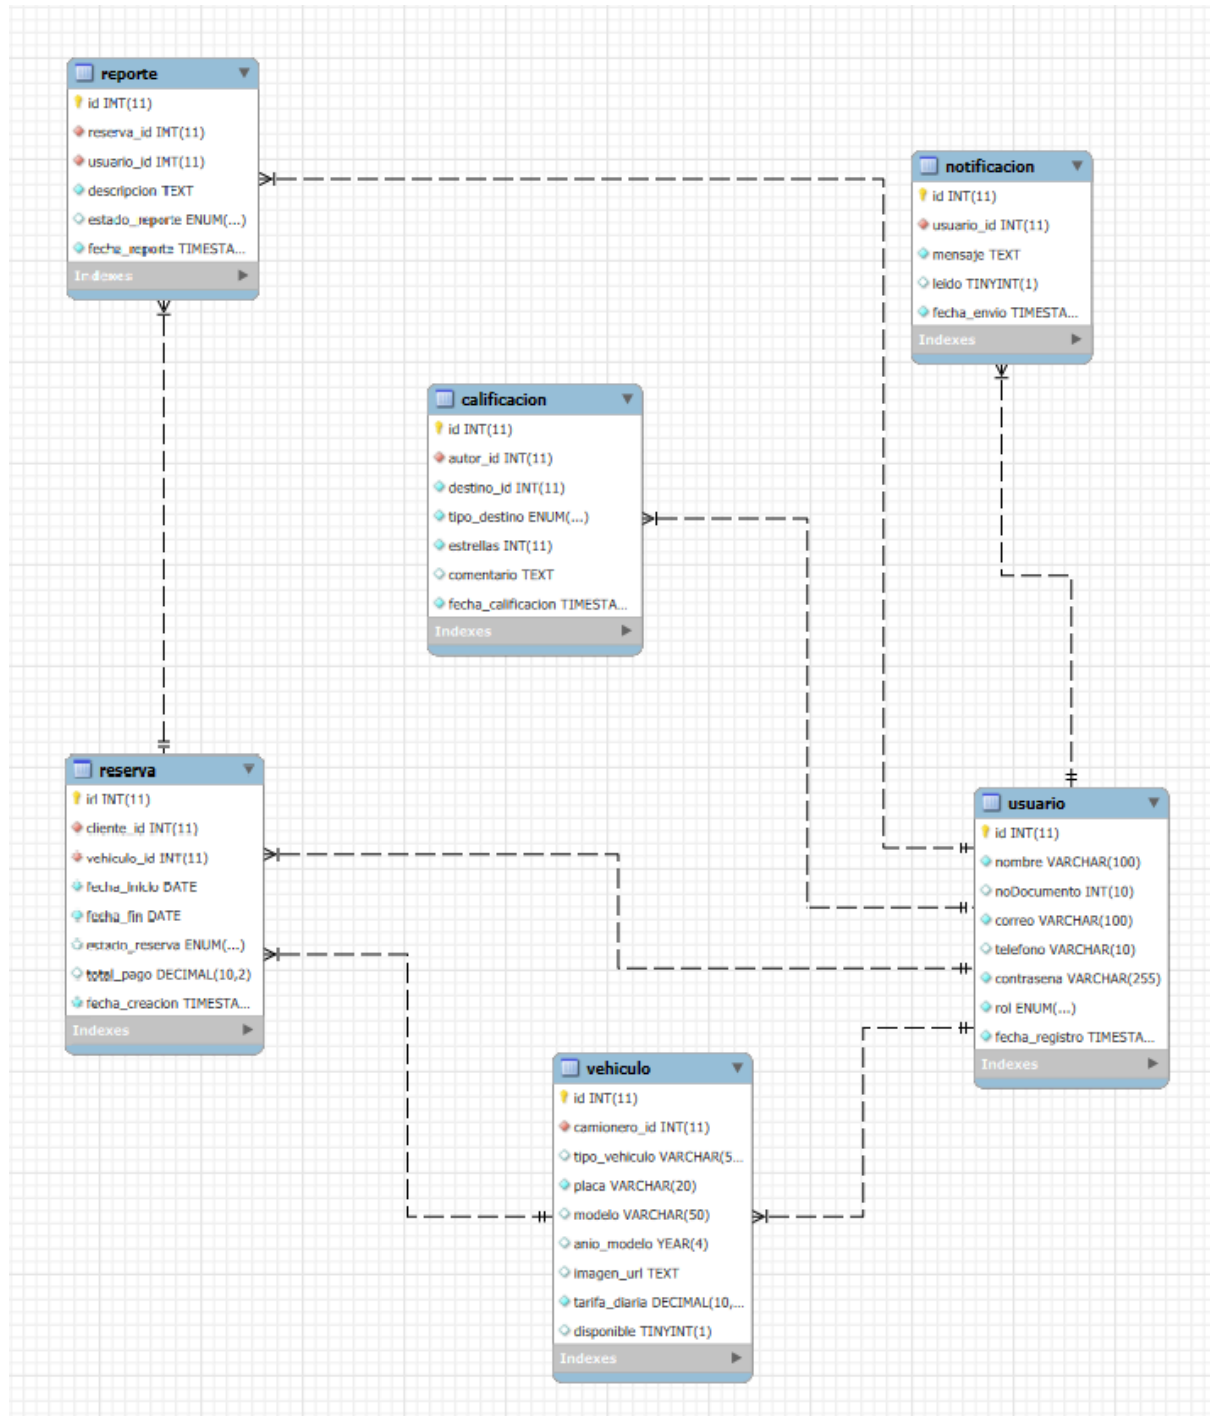 reporte
id INT(11)
reserva_id INT(11)
usuario_id INT(11)
descripcion TEXT
estado_reporte ENUM(...)
fecha_reporte TIMESTA...
Indexes
notificacion
id INT(11)
usuario_id INT(11)
mensaje TEXT
leido TINYINT(1)
fecha_envio TIMESTA...
Indexes
calificacion
id INT(11)
autor_id INT(11)
destino_id INT(11)
tipo_destino ENUM(...)
estrellas INT(11)
comentario TEXT
fecha_calificacion TIMESTA...
Indexes
reserva
id INT(11)
cliente_id INT(11)
vehiculo_id INT(11)
fecha_inicio DATE
fecha_fin DATE
estado_reserva ENUM(...)
total_pago DECIMAL(10,2)
fecha_creacion TIMESTA...
Indexes
usuario
id INT(11)
nombre VARCHAR(100)
noDocumento INT(10)
correo VARCHAR(100)
telefono VARCHAR(10)
contrasena VARCHAR(255)
rol ENUM(...)
fecha_registro TIMESTA...
Indexes
vehiculo
id INT(11)
camionero_id INT(11)
tipo_vehiculo VARCHAR(5...
placa VARCHAR(20)
modelo VARCHAR(50)
anio_modelo YEAR(4)
imagen_url TEXT
tarifa_diaria DECIMAL(10,...
disponible TINYINT(1)
Indexes